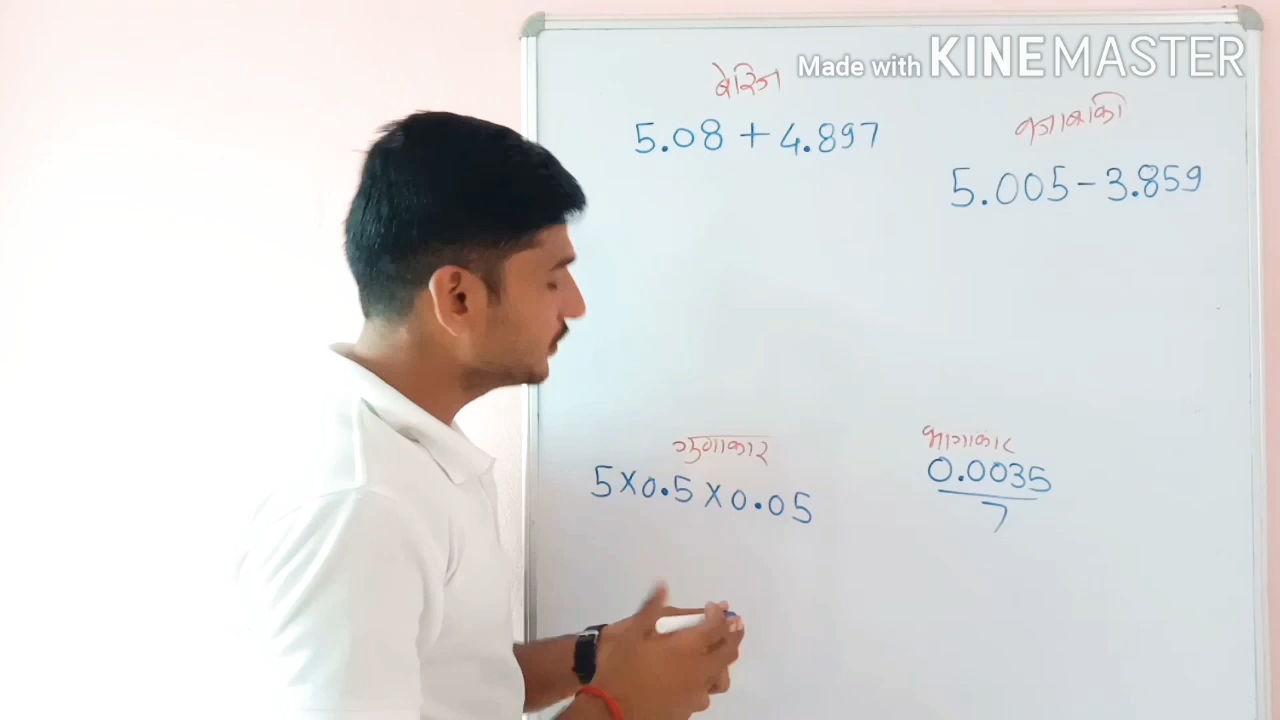 Made with KINEMASTER
बेरिज
5.08 + 4.897
वजाबाकी
5.005 - 3.859
गुणाकार
5 x 0.5 x 0.05
भागाकार
0.0035
7